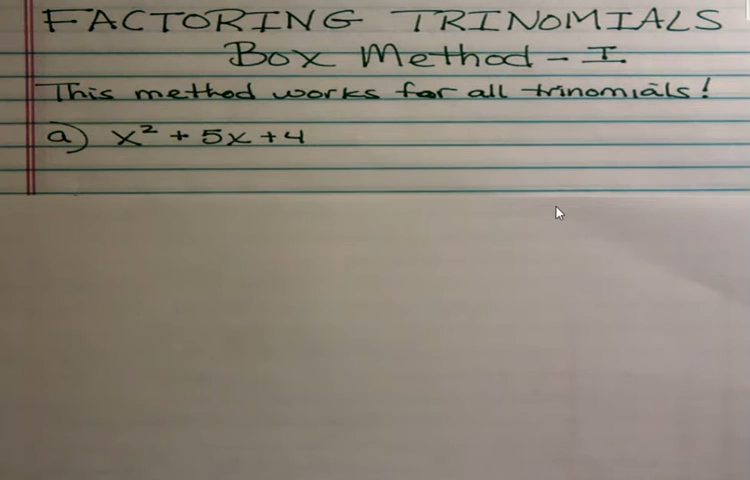 FACTORING TRINOMIALS
Box Method - I.
This method works for all trinomials!
a) x² + 5x + 4